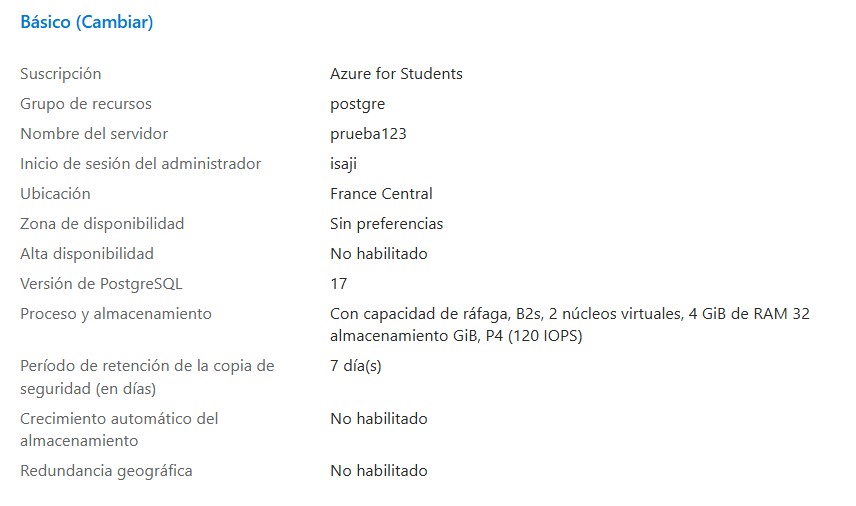 Básico (Cambiar)
Suscripción Azure for Students
Grupo de recursos postgre
Nombre del servidor prueba123
Inicio de sesión del administrador isaji
Ubicación France Central
Zona de disponibilidad Sin preferencias
Alta disponibilidad No habilitado
Versión de PostgreSQL 17
Proceso y almacenamiento Con capacidad de ráfaga, B2s, 2 núcleos virtuales, 4 GiB de RAM 32
almacenamiento GiB, P4 (120 IOPS)
Período de retención de la copia de 7 día(s)
seguridad (en días)
Crecimiento automático del No habilitado
almacenamiento
Redundancia geográfica No habilitado